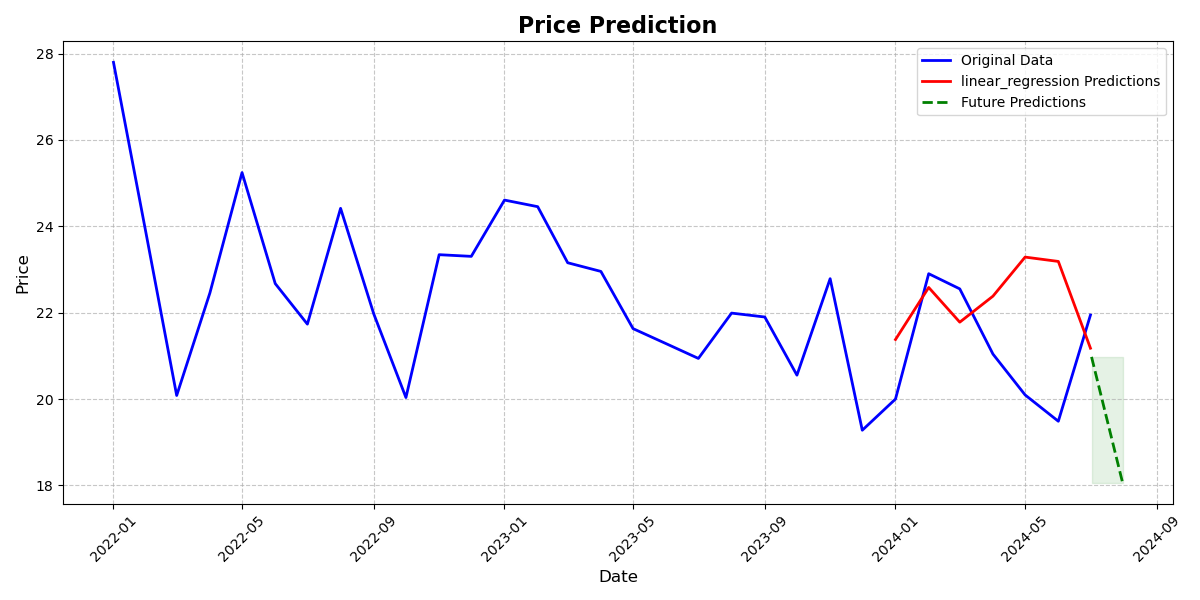 Price Prediction
Original Data
linear_regression Predictions
Future Predictions
Price
28
26
24
22
20
18
2022-01
2022-05
2022-09
2023-01
2023-05
2023-09
2024-01
2024-05
2024-09
Date